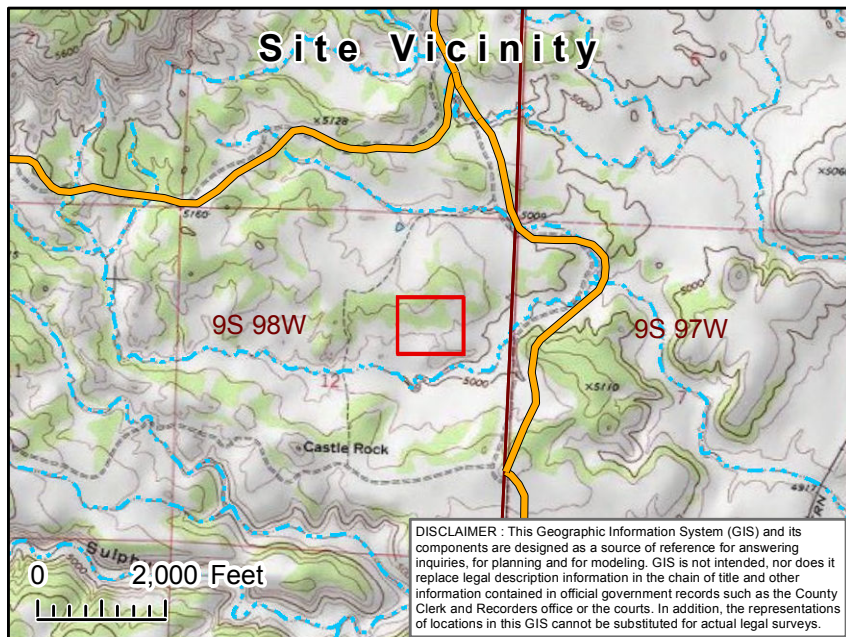 Site Vicinity
5600
6
X5128
5000
X5060
5160
5009
D
5000
9S 98W
9S 97W
11
12
5000
X5110
7
Castle Rock
4917
RN
Sulph
0 2,000 Feet
DISCLAIMER : This Geographic Information System (GIS) and its
components are designed as a source of reference for answering
inquiries, for planning and for modeling. GIS is not intended, nor does it
replace legal description information in the chain of title and other
information contained in official government records such as the County
Clerk and Recorders office or the courts. In addition, the representations
of locations in this GIS cannot be substituted for actual legal surveys.